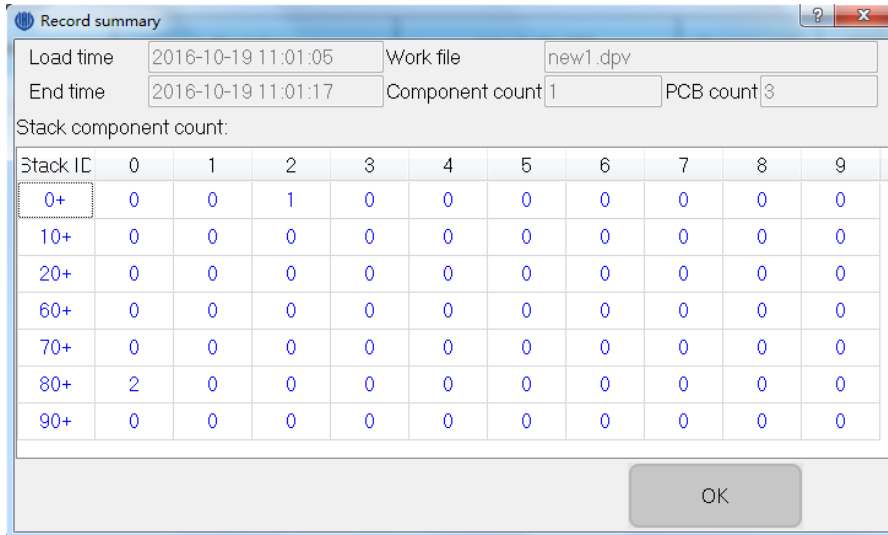 Record summary ? x
Load time 2016-10-19 11:01:05 Work file new1.dpv
End time 2016-10-19 11:01:17 Component count 1 PCB count 3
Stack component count:
Stack ID 0 1 2 3 4 5 6 7 8 9
0+ 0 0 1 0 0 0 0 0 0 0
10+ 0 0 0 0 0 0 0 0 0 0
20+ 0 0 0 0 0 0 0 0 0 0
60+ 0 0 0 0 0 0 0 0 0 0
70+ 0 0 0 0 0 0 0 0 0 0
80+ 2 0 0 0 0 0 0 0 0 0
90+ 0 0 0 0 0 0 0 0 0 0
OK